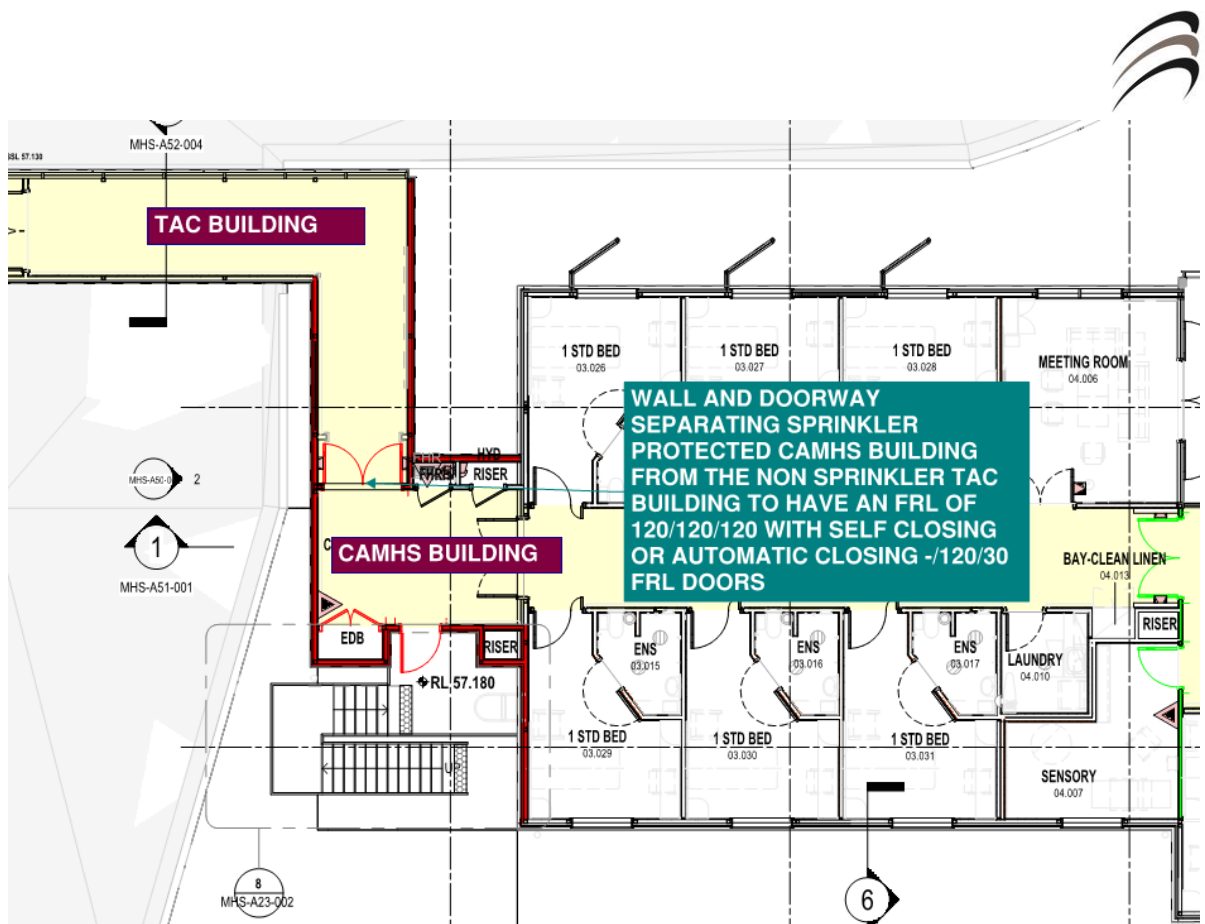 MHS-A52-004
SSL 57.130
TAC BUILDING
1 STD BED
03.026
1 STD BED
03.027
1 STD BED
03.028
MEETING ROOM
04.006
WALL AND DOORWAY
SEPARATING SPRINKLER
PROTECTED CAMHS BUILDING
FROM THE NON SPRINKLER TAC
BUILDING TO HAVE AN FRL OF
120/120/120 WITH SELF CLOSING
OR AUTOMATIC CLOSING -/120/30
FRL DOORS
FHR
HYD
FHR
RISER
2
1
MHS-A51-001
CAMHS BUILDING
BAY-CLEAN LINEN
04.013
RISER
EDB
RISER
RL 57.180
ENS
03.015
ENS
03.016
ENS
03.017
LAUNDRY
04.010
UP
1 STD BED
03.029
1 STD BED
03.030
1 STD BED
03.031
SENSORY
04.007
8
MHS-A23-002
6